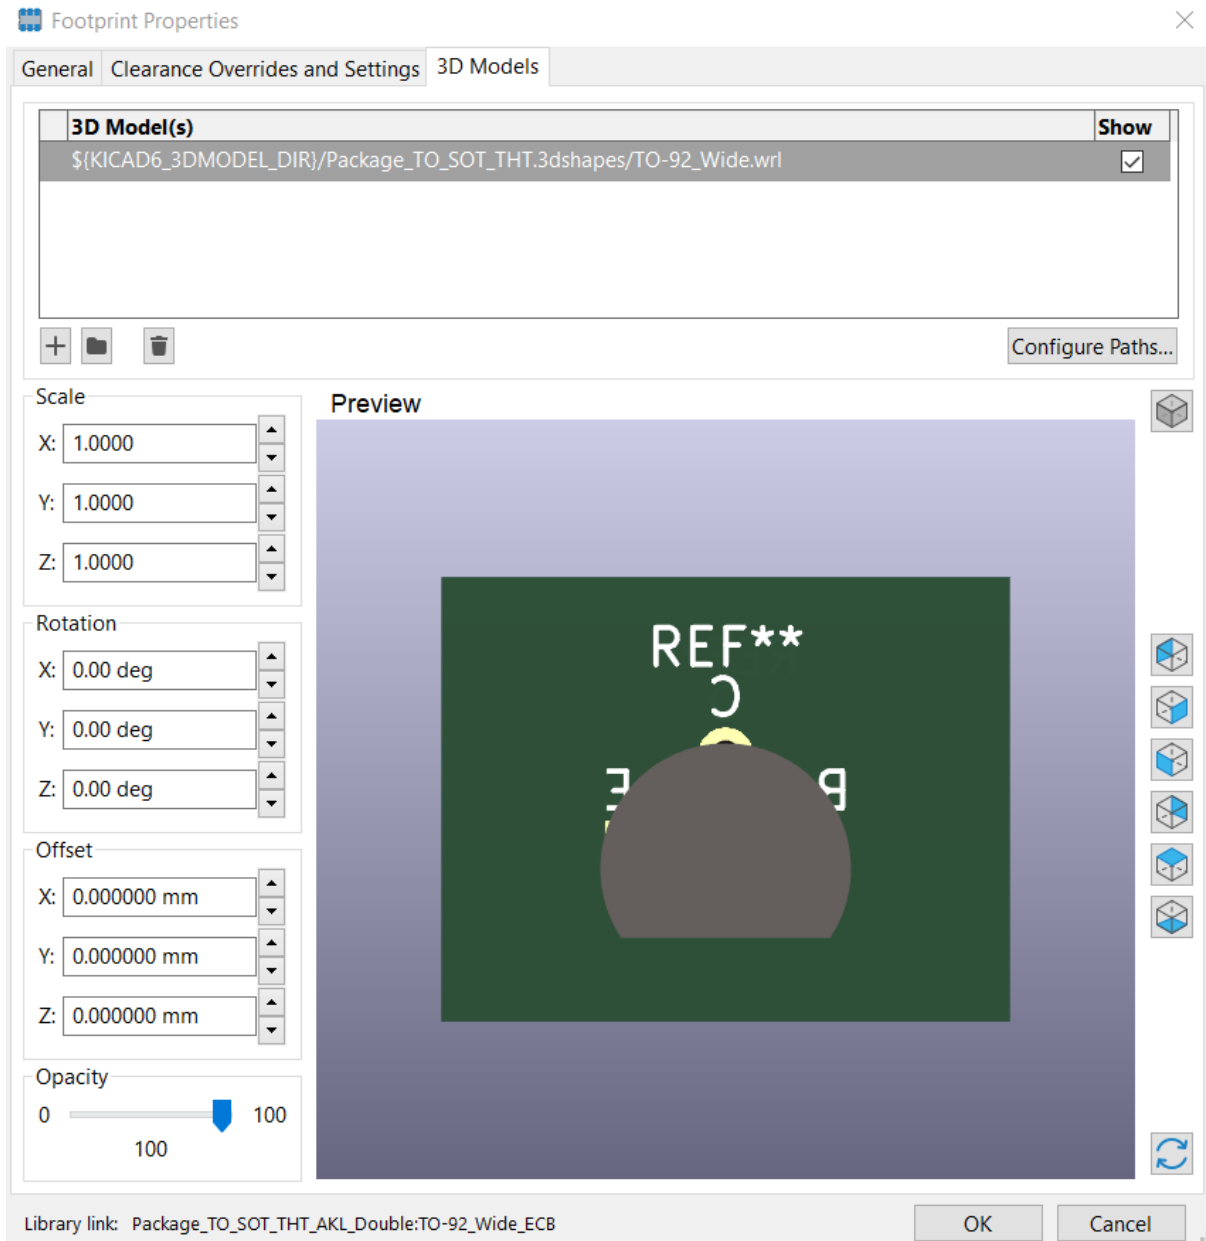 Footprint Properties
General
Clearance Overrides and Settings
3D Models
3D Model(s)
Show
${KICAD6_3DMODEL_DIR}/Package_TO_SOT_THT.3dshapes/TO-92_Wide.wrl
Configure Paths...
Scale
X: 1.0000
Y: 1.0000
Z: 1.0000
Rotation
X: 0.00 deg
Y: 0.00 deg
Z: 0.00 deg
Offset
X: 0.000000 mm
Y: 0.000000 mm
Z: 0.000000 mm
Opacity
0
100
100
Preview
REF**
C
E
B
Library link: Package_TO_SOT_THT_AKL_Double:TO-92_Wide_ECB
OK
Cancel